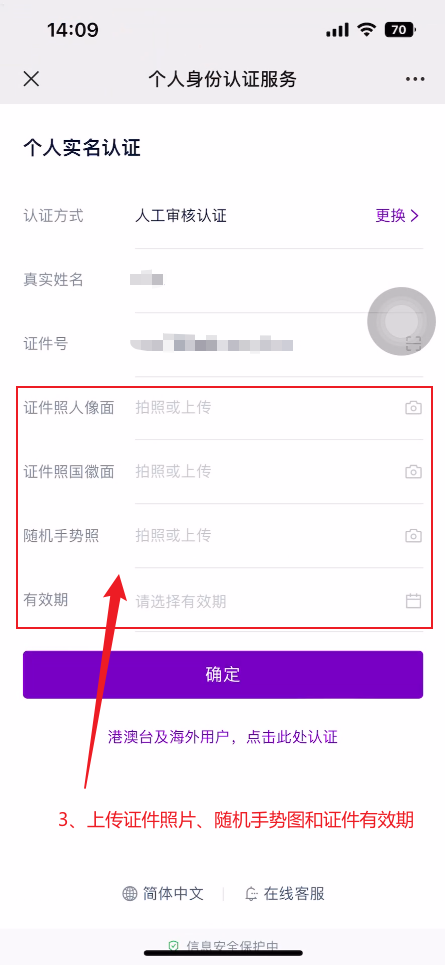 14:09
70
个人身份认证服务
个人实名认证
认证方式 人工审核认证 更换
真实姓名
证件号
证件照人像面 拍照或上传
证件照国徽面 拍照或上传
随机手势照 拍照或上传
有效期 请选择有效期
确定
港澳台及海外用户，点击此处认证
3、上传证件照片、随机手势图和证件有效期
简体中文 在线客服
信息安全保护中